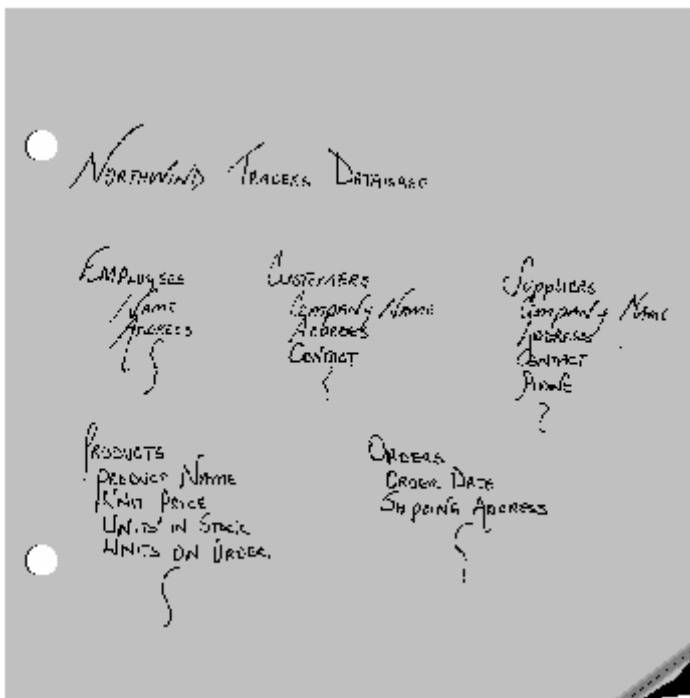 Northwind Traders Database
Employees
Name
Address
Customers
Company Name
Address
Contact
Suppliers
Company Name
Address
Contact
Phone
?
Products
Product Name
Unit Price
Units in Stock
Units on Order
Orders
Order Date
Shipping Address